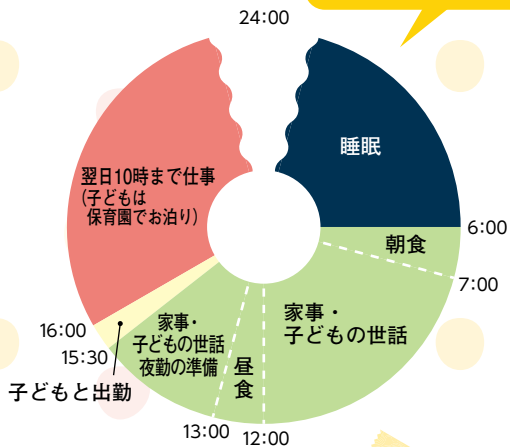 24:00
睡眠
6:00
朝食
7:00
家事・
子どもの世話
12:00
昼
食
13:00
家事・
子どもの世話
夜勤の準備
15:30
子どもと出勤
16:00
翌日10時まで仕事
(子どもは
保育園でお泊り)